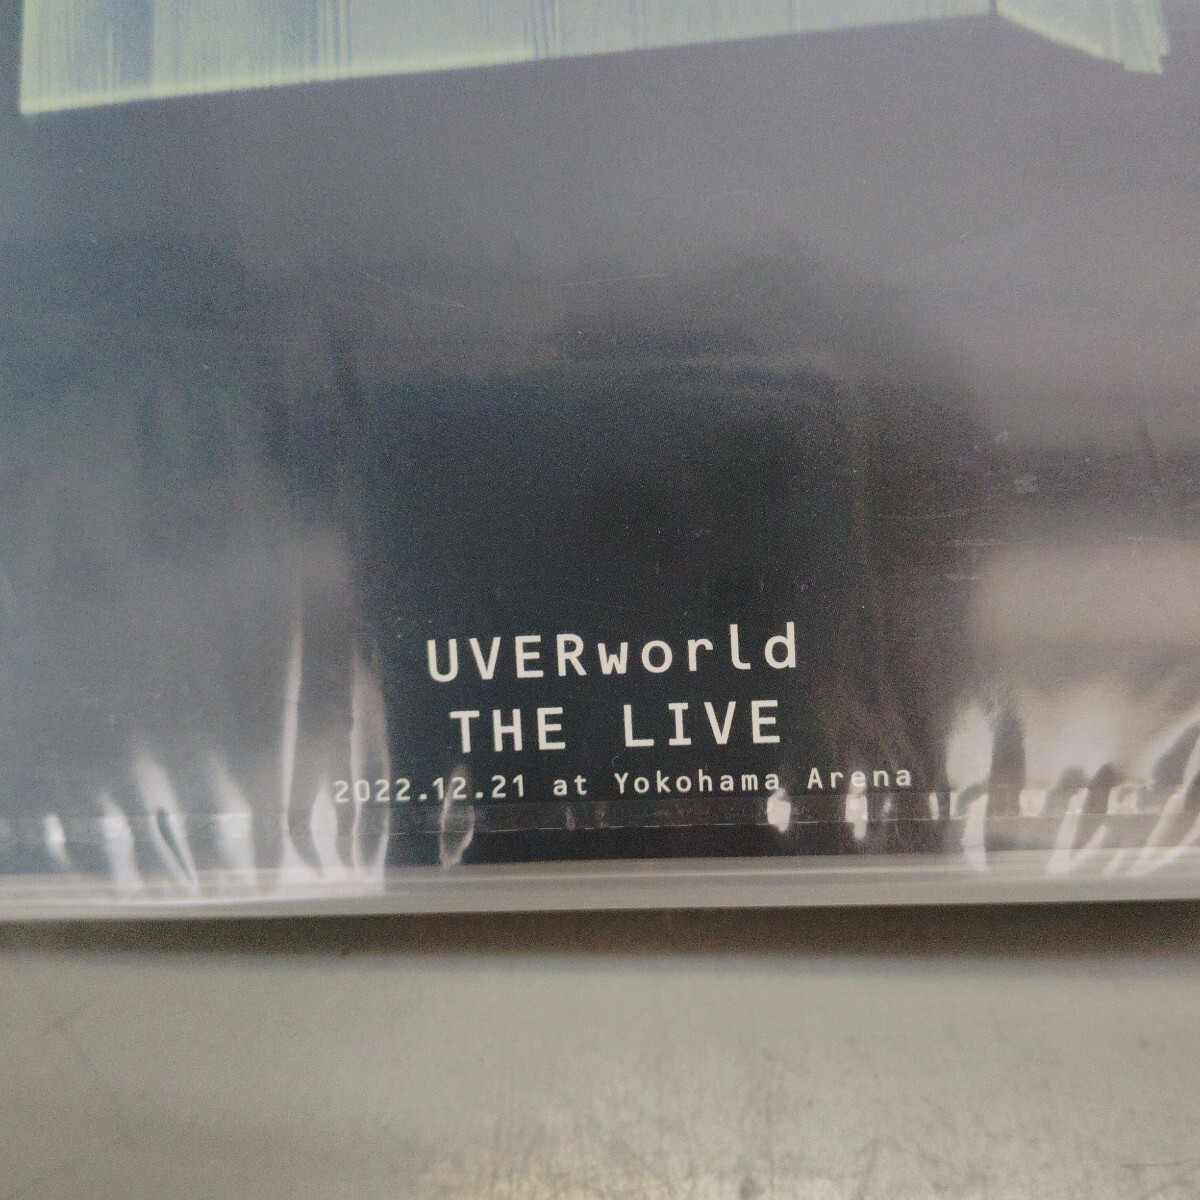 UVERworld
THE LIVE
2022.12.21 at Yokohama Arena